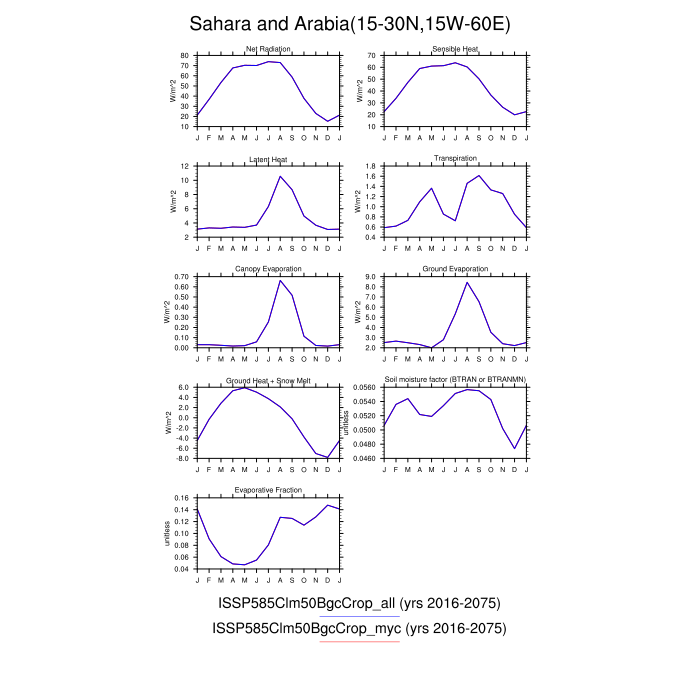 Sahara and Arabia(15-30N,15W-60E)
Net Radiation
W/m^2
80
70
60
50
40
30
20
10
J F M A M J J A S O N D J
Sensible Heat
W/m^2
70
60
50
40
30
20
10
J F M A M J J A S O N D J
Latent Heat
W/m^2
12
10
8
6
4
2
J F M A M J J A S O N D J
Transpiration
W/m^2
1.8
1.6
1.4
1.2
1.0
0.8
0.6
0.4
J F M A M J J A S O N D J
Canopy Evaporation
W/m^2
0.70
0.60
0.50
0.40
0.30
0.20
0.10
0.00
J F M A M J J A S O N D J
Ground Evaporation
W/m^2
9.0
8.0
7.0
6.0
5.0
4.0
3.0
2.0
J F M A M J J A S O N D J
Ground Heat + Snow Melt
W/m^2
6.0
4.0
2.0
0.0
-2.0
-4.0
-6.0
-8.0
J F M A M J J A S O N D J
Soil moisture factor (BTRAN or BTRANMN)
unitless
0.0560
0.0540
0.0520
0.0500
0.0480
0.0460
J F M A M J J A S O N D J
Evaporative Fraction
unitless
0.16
0.14
0.12
0.10
0.08
0.06
0.04
J F M A M J J A S O N D J
ISSP585Clm50BgcCrop_all (yrs 2016-2075)
ISSP585Clm50BgcCrop_myc (yrs 2016-2075)